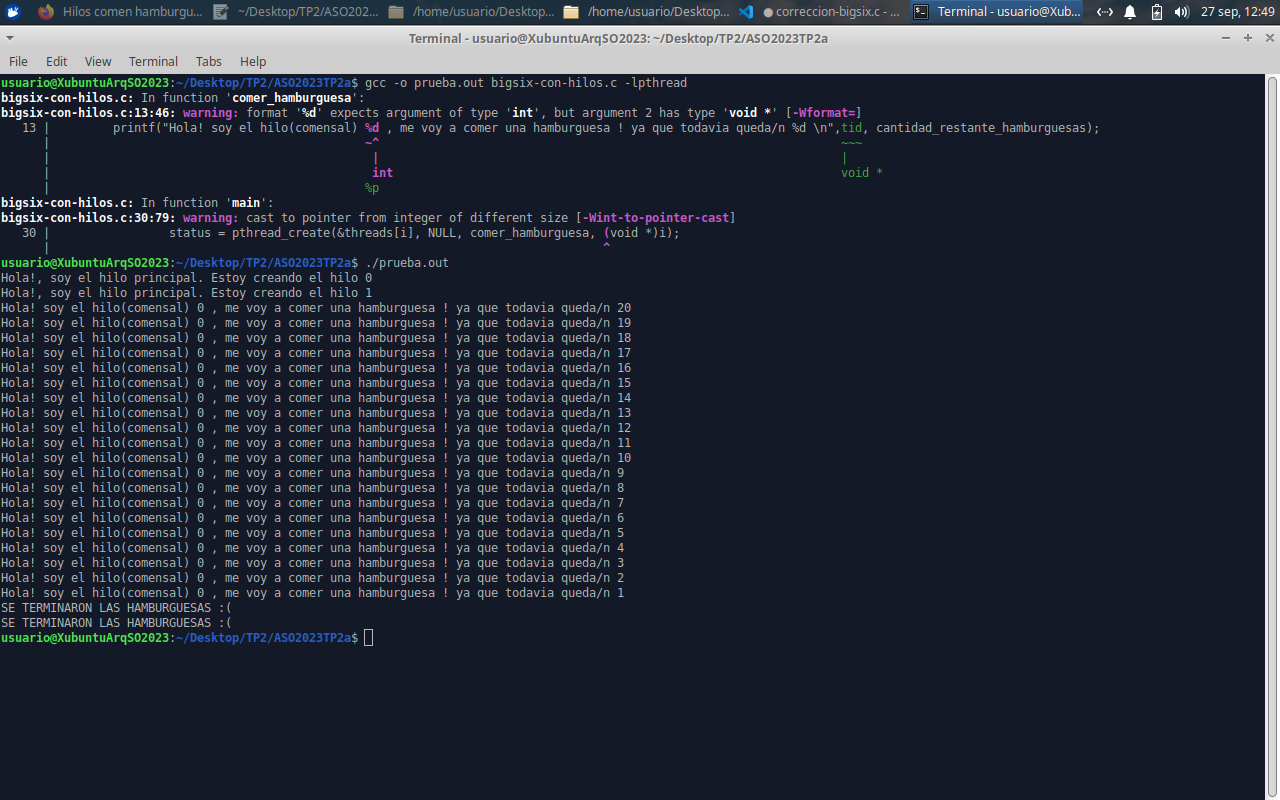 Hilos comen hamburgu... ~/Desktop/TP2/ASO202... /home/usuario/Desktop... /home/usuario/Desktop... correccion-bigsix.c - ... Terminal - usuario@Xub... 27 sep, 12:49
Terminal - usuario@XubuntuArqSO2023: ~/Desktop/TP2/ASO2023TP2a
File Edit View Terminal Tabs Help
usuario@XubuntuArqSO2023:~/Desktop/TP2/ASO2023TP2a$ gcc -o prueba.out bigsix-con-hilos.c -lpthread
bigsix-con-hilos.c: In function 'comer_hamburguesa':
bigsix-con-hilos.c:13:46: warning: format '%d' expects argument of type 'int', but argument 2 has type 'void *' [-Wformat=]
   13 |         printf("Hola! soy el hilo(comensal) %d , me voy a comer una hamburguesa ! ya que todavia queda/n %d \n",tid, cantidad_restante_hamburguesas);
      |                                             ~^                                                                  ~~~
      |                                              |                                                                  |
      |                                              int                                                                void *
      |                                             %p
bigsix-con-hilos.c: In function 'main':
bigsix-con-hilos.c:30:79: warning: cast to pointer from integer of different size [-Wint-to-pointer-cast]
   30 |                 status = pthread_create(&threads[i], NULL, comer_hamburguesa, (void *)i);
      |                                                                               ^
usuario@XubuntuArqSO2023:~/Desktop/TP2/ASO2023TP2a$ ./prueba.out
Hola!, soy el hilo principal. Estoy creando el hilo 0
Hola!, soy el hilo principal. Estoy creando el hilo 1
Hola! soy el hilo(comensal) 0 , me voy a comer una hamburguesa ! ya que todavia queda/n 20
Hola! soy el hilo(comensal) 0 , me voy a comer una hamburguesa ! ya que todavia queda/n 19
Hola! soy el hilo(comensal) 0 , me voy a comer una hamburguesa ! ya que todavia queda/n 18
Hola! soy el hilo(comensal) 0 , me voy a comer una hamburguesa ! ya que todavia queda/n 17
Hola! soy el hilo(comensal) 0 , me voy a comer una hamburguesa ! ya que todavia queda/n 16
Hola! soy el hilo(comensal) 0 , me voy a comer una hamburguesa ! ya que todavia queda/n 15
Hola! soy el hilo(comensal) 0 , me voy a comer una hamburguesa ! ya que todavia queda/n 14
Hola! soy el hilo(comensal) 0 , me voy a comer una hamburguesa ! ya que todavia queda/n 13
Hola! soy el hilo(comensal) 0 , me voy a comer una hamburguesa ! ya que todavia queda/n 12
Hola! soy el hilo(comensal) 0 , me voy a comer una hamburguesa ! ya que todavia queda/n 11
Hola! soy el hilo(comensal) 0 , me voy a comer una hamburguesa ! ya que todavia queda/n 10
Hola! soy el hilo(comensal) 0 , me voy a comer una hamburguesa ! ya que todavia queda/n 9
Hola! soy el hilo(comensal) 0 , me voy a comer una hamburguesa ! ya que todavia queda/n 8
Hola! soy el hilo(comensal) 0 , me voy a comer una hamburguesa ! ya que todavia queda/n 7
Hola! soy el hilo(comensal) 0 , me voy a comer una hamburguesa ! ya que todavia queda/n 6
Hola! soy el hilo(comensal) 0 , me voy a comer una hamburguesa ! ya que todavia queda/n 5
Hola! soy el hilo(comensal) 0 , me voy a comer una hamburguesa ! ya que todavia queda/n 4
Hola! soy el hilo(comensal) 0 , me voy a comer una hamburguesa ! ya que todavia queda/n 3
Hola! soy el hilo(comensal) 0 , me voy a comer una hamburguesa ! ya que todavia queda/n 2
Hola! soy el hilo(comensal) 0 , me voy a comer una hamburguesa ! ya que todavia queda/n 1
SE TERMINARON LAS HAMBURGUESAS :(
SE TERMINARON LAS HAMBURGUESAS :(
usuario@XubuntuArqSO2023:~/Desktop/TP2/ASO2023TP2a$